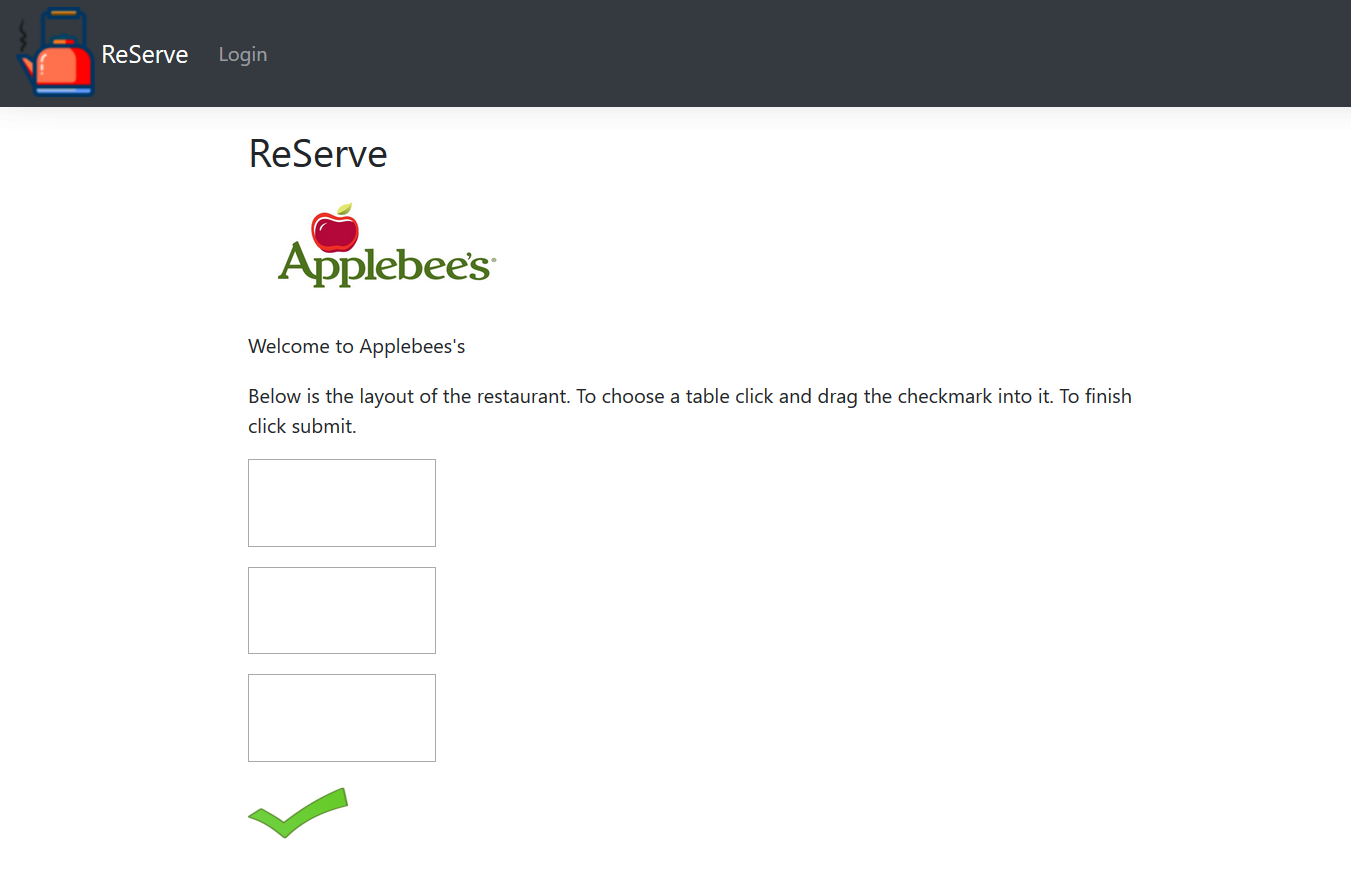 ReServe Login
ReServe
Applebee's
Welcome to Applebees's
Below is the layout of the restaurant. To choose a table click and drag the checkmark into it. To finish
click submit.